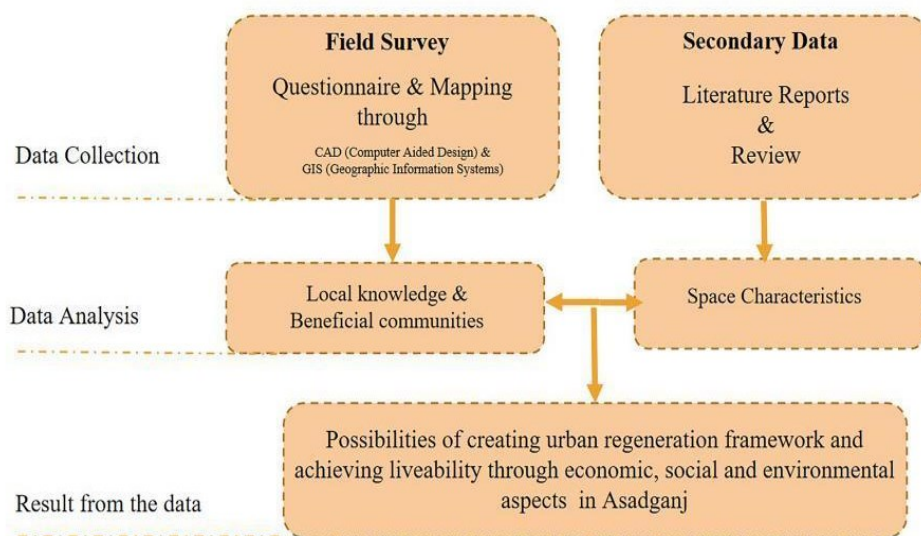 Field Survey
Questionnaire & Mapping
through
CAD (Computer Aided Design) &
GIS (Geographic Information Systems)
Secondary Data
Literature Reports
&
Review
Data Collection
Local knowledge &
Beneficial communities
Space Characteristics
Data Analysis
Possibilities of creating urban regeneration framework and
achieving liveability through economic, social and environmental
aspects in Asadganj
Result from the data